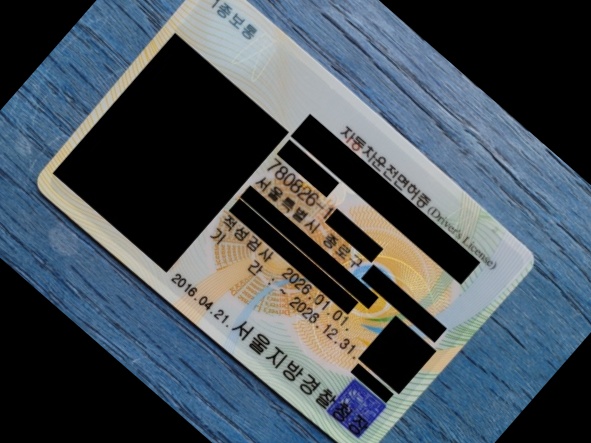 1종보통
자동차운전면허증 (Driver's License)
780826-1
서울특별시 종로구
적성검사 2026.01.01.
기 간 ~ 2026.12.31.
2016.04.21. 서울지방경찰청장